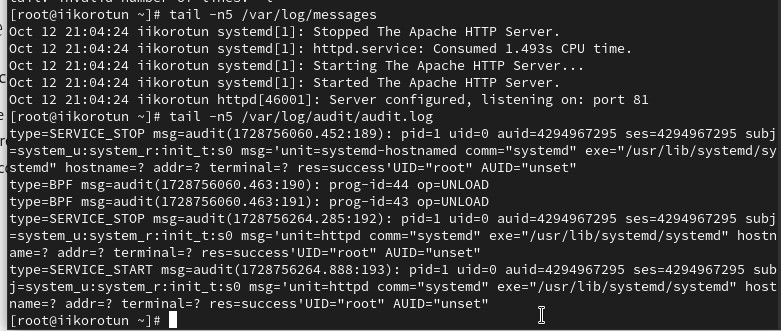 [root@iikorotun ~]# tail -n5 /var/log/messages
Oct 12 21:04:24 iikorotun systemd[1]: Stopped The Apache HTTP Server.
Oct 12 21:04:24 iikorotun systemd[1]: httpd.service: Consumed 1.493s CPU time.
Oct 12 21:04:24 iikorotun systemd[1]: Starting The Apache HTTP Server...
Oct 12 21:04:24 iikorotun systemd[1]: Started The Apache HTTP Server.
Oct 12 21:04:24 iikorotun httpd[46001]: Server configured, listening on: port 81
[root@iikorotun ~]# tail -n5 /var/log/audit/audit.log
type=SERVICE_STOP msg=audit(1728756060.452:189): pid=1 uid=0 auid=4294967295 ses=4294967295 subj
=system_u:system_r:init_t:s0 msg='unit=systemd-hostnamed comm="systemd" exe="/usr/lib/systemd/sy
stemd" hostname=? addr=? terminal=? res=success'UID="root" AUID="unset"
type=BPF msg=audit(1728756060.463:190): prog-id=44 op=UNLOAD
type=BPF msg=audit(1728756060.463:191): prog-id=43 op=UNLOAD
type=SERVICE_STOP msg=audit(1728756264.285:192): pid=1 uid=0 auid=4294967295 ses=4294967295 subj
=system_u:system_r:init_t:s0 msg='unit=httpd comm="systemd" exe="/usr/lib/systemd/systemd" hostn
ame=? addr=? terminal=? res=success'UID="root" AUID="unset"
type=SERVICE_START msg=audit(1728756264.888:193): pid=1 uid=0 auid=4294967295 ses=4294967295 sub
j=system_u:system_r:init_t:s0 msg='unit=httpd comm="systemd" exe="/usr/lib/systemd/systemd" host
name=? addr=? terminal=? res=success'UID="root" AUID="unset"
[root@iikorotun ~]#